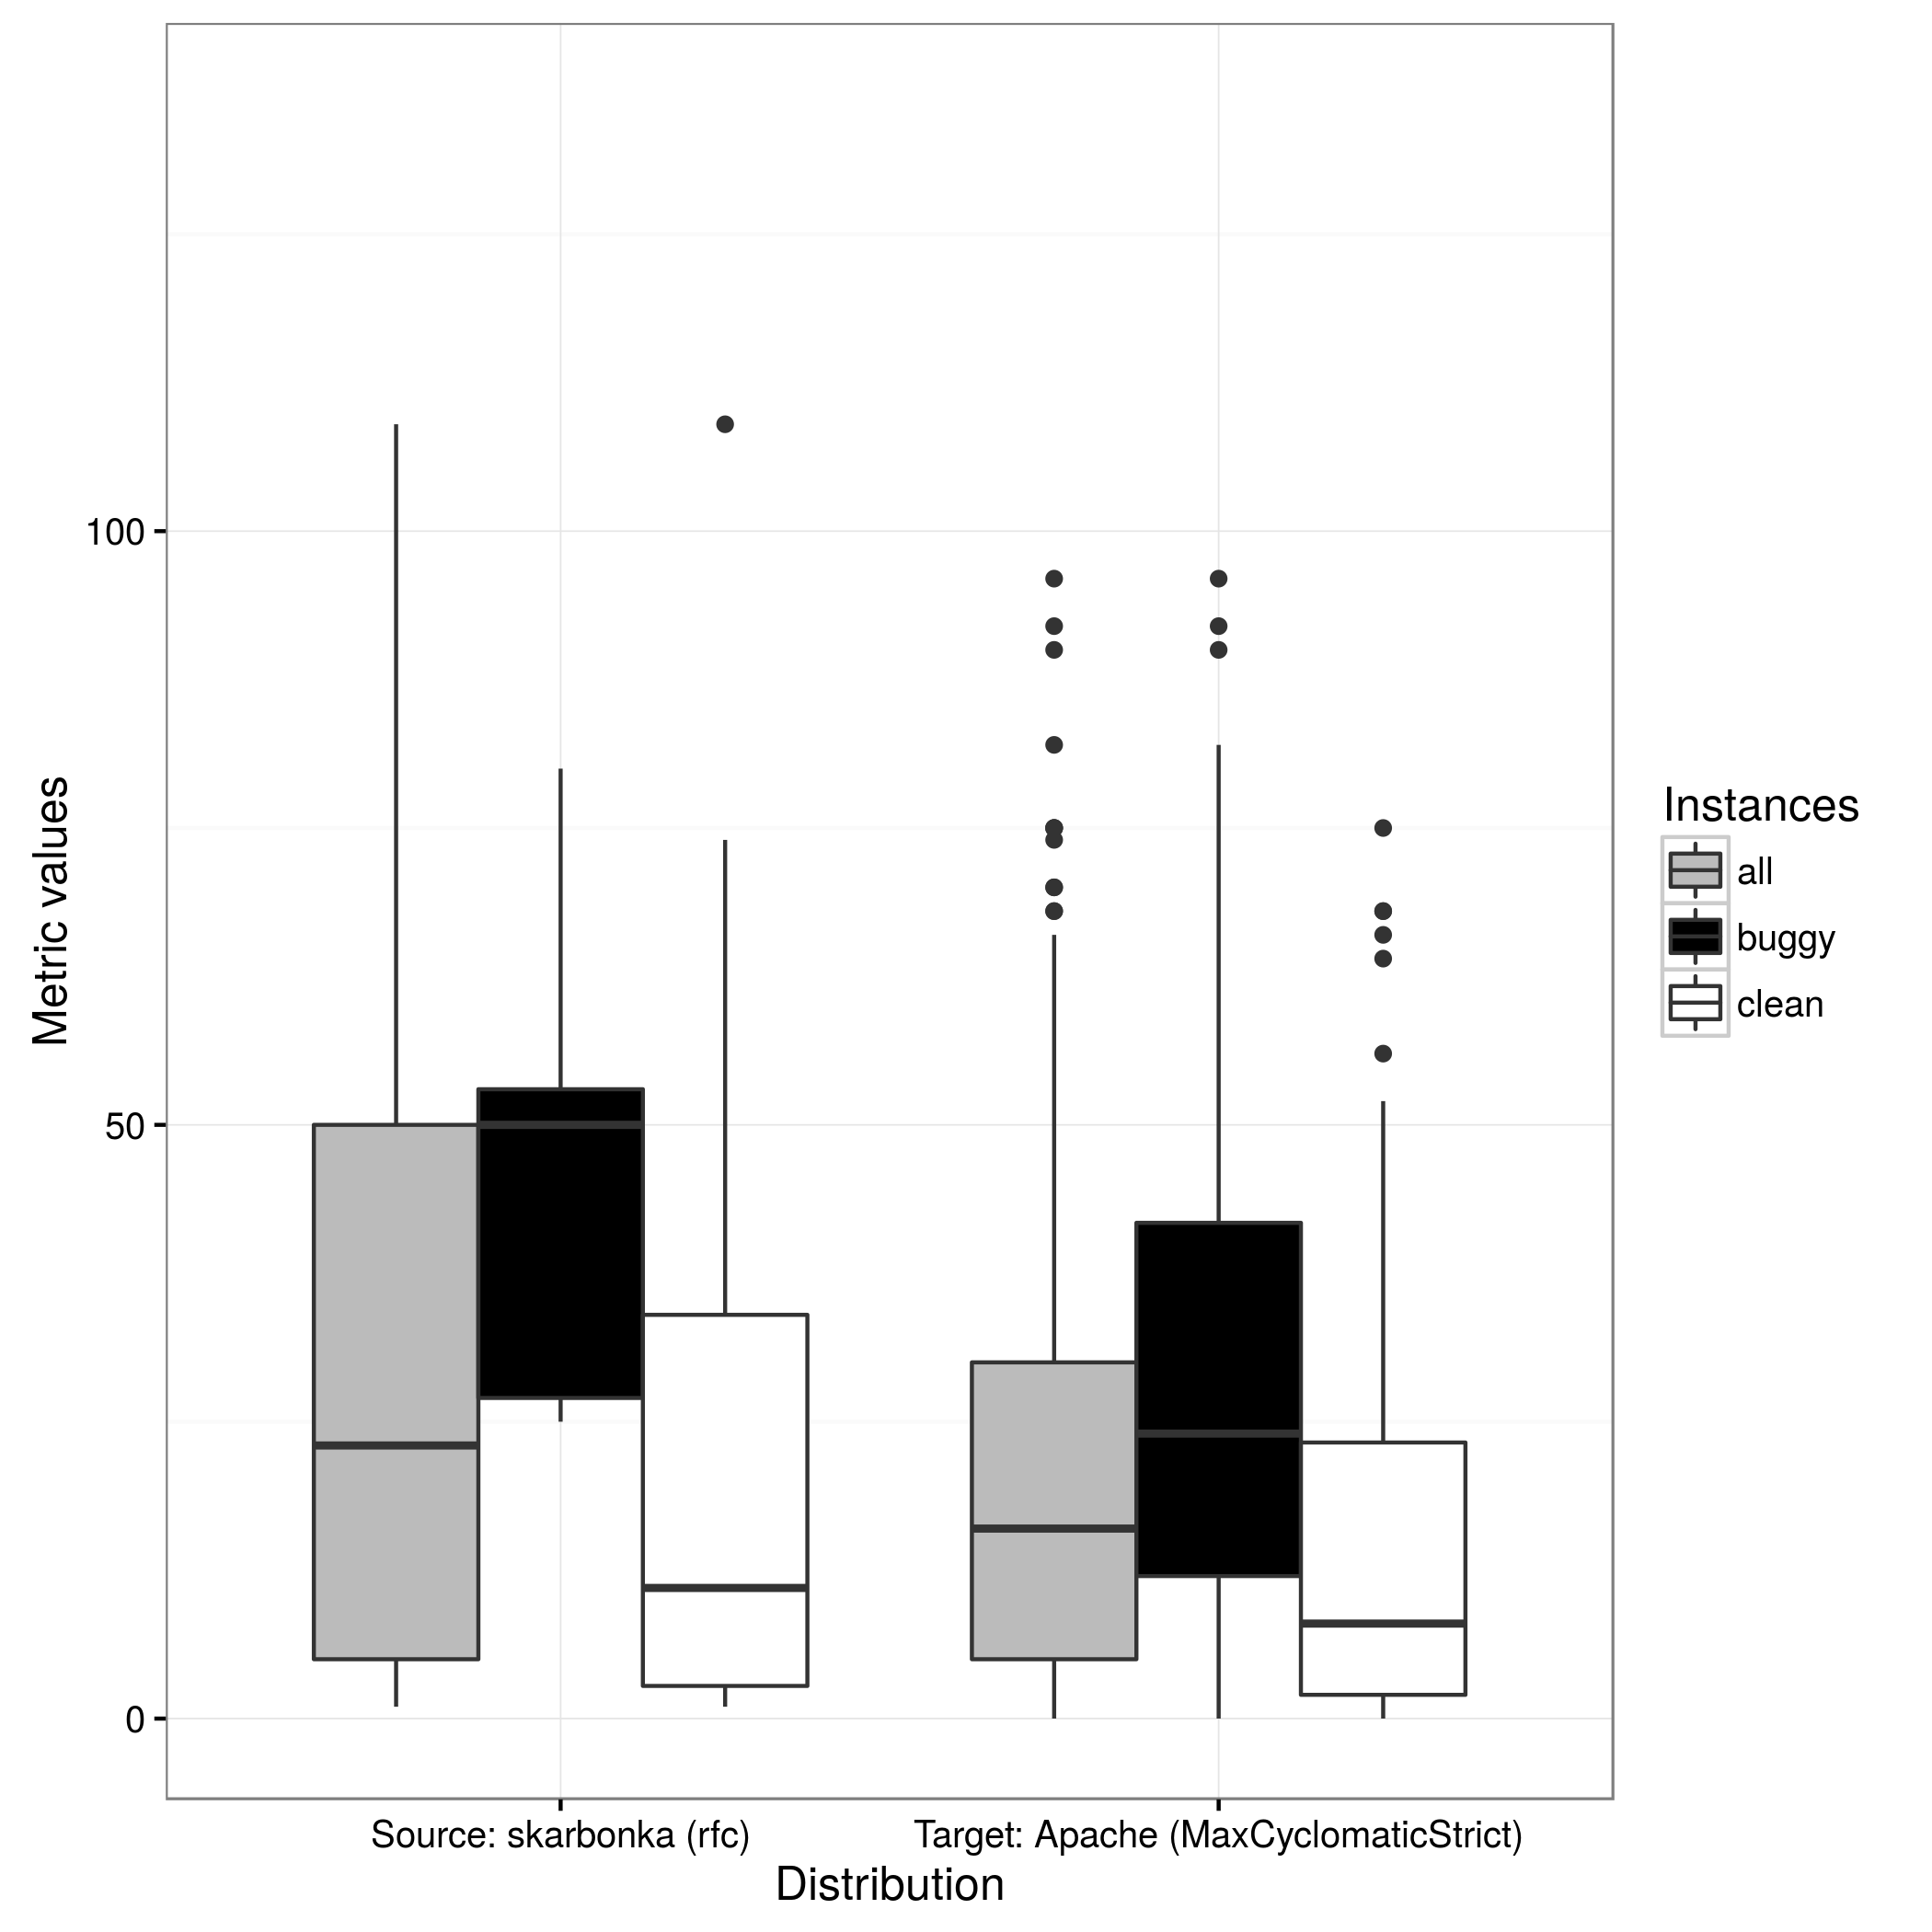 Metric values
100
50
0
Source: skarbonka (rfc)
Target: Apache (MaxCyclomaticStrict)
Distribution
Instances
all
buggy
clean